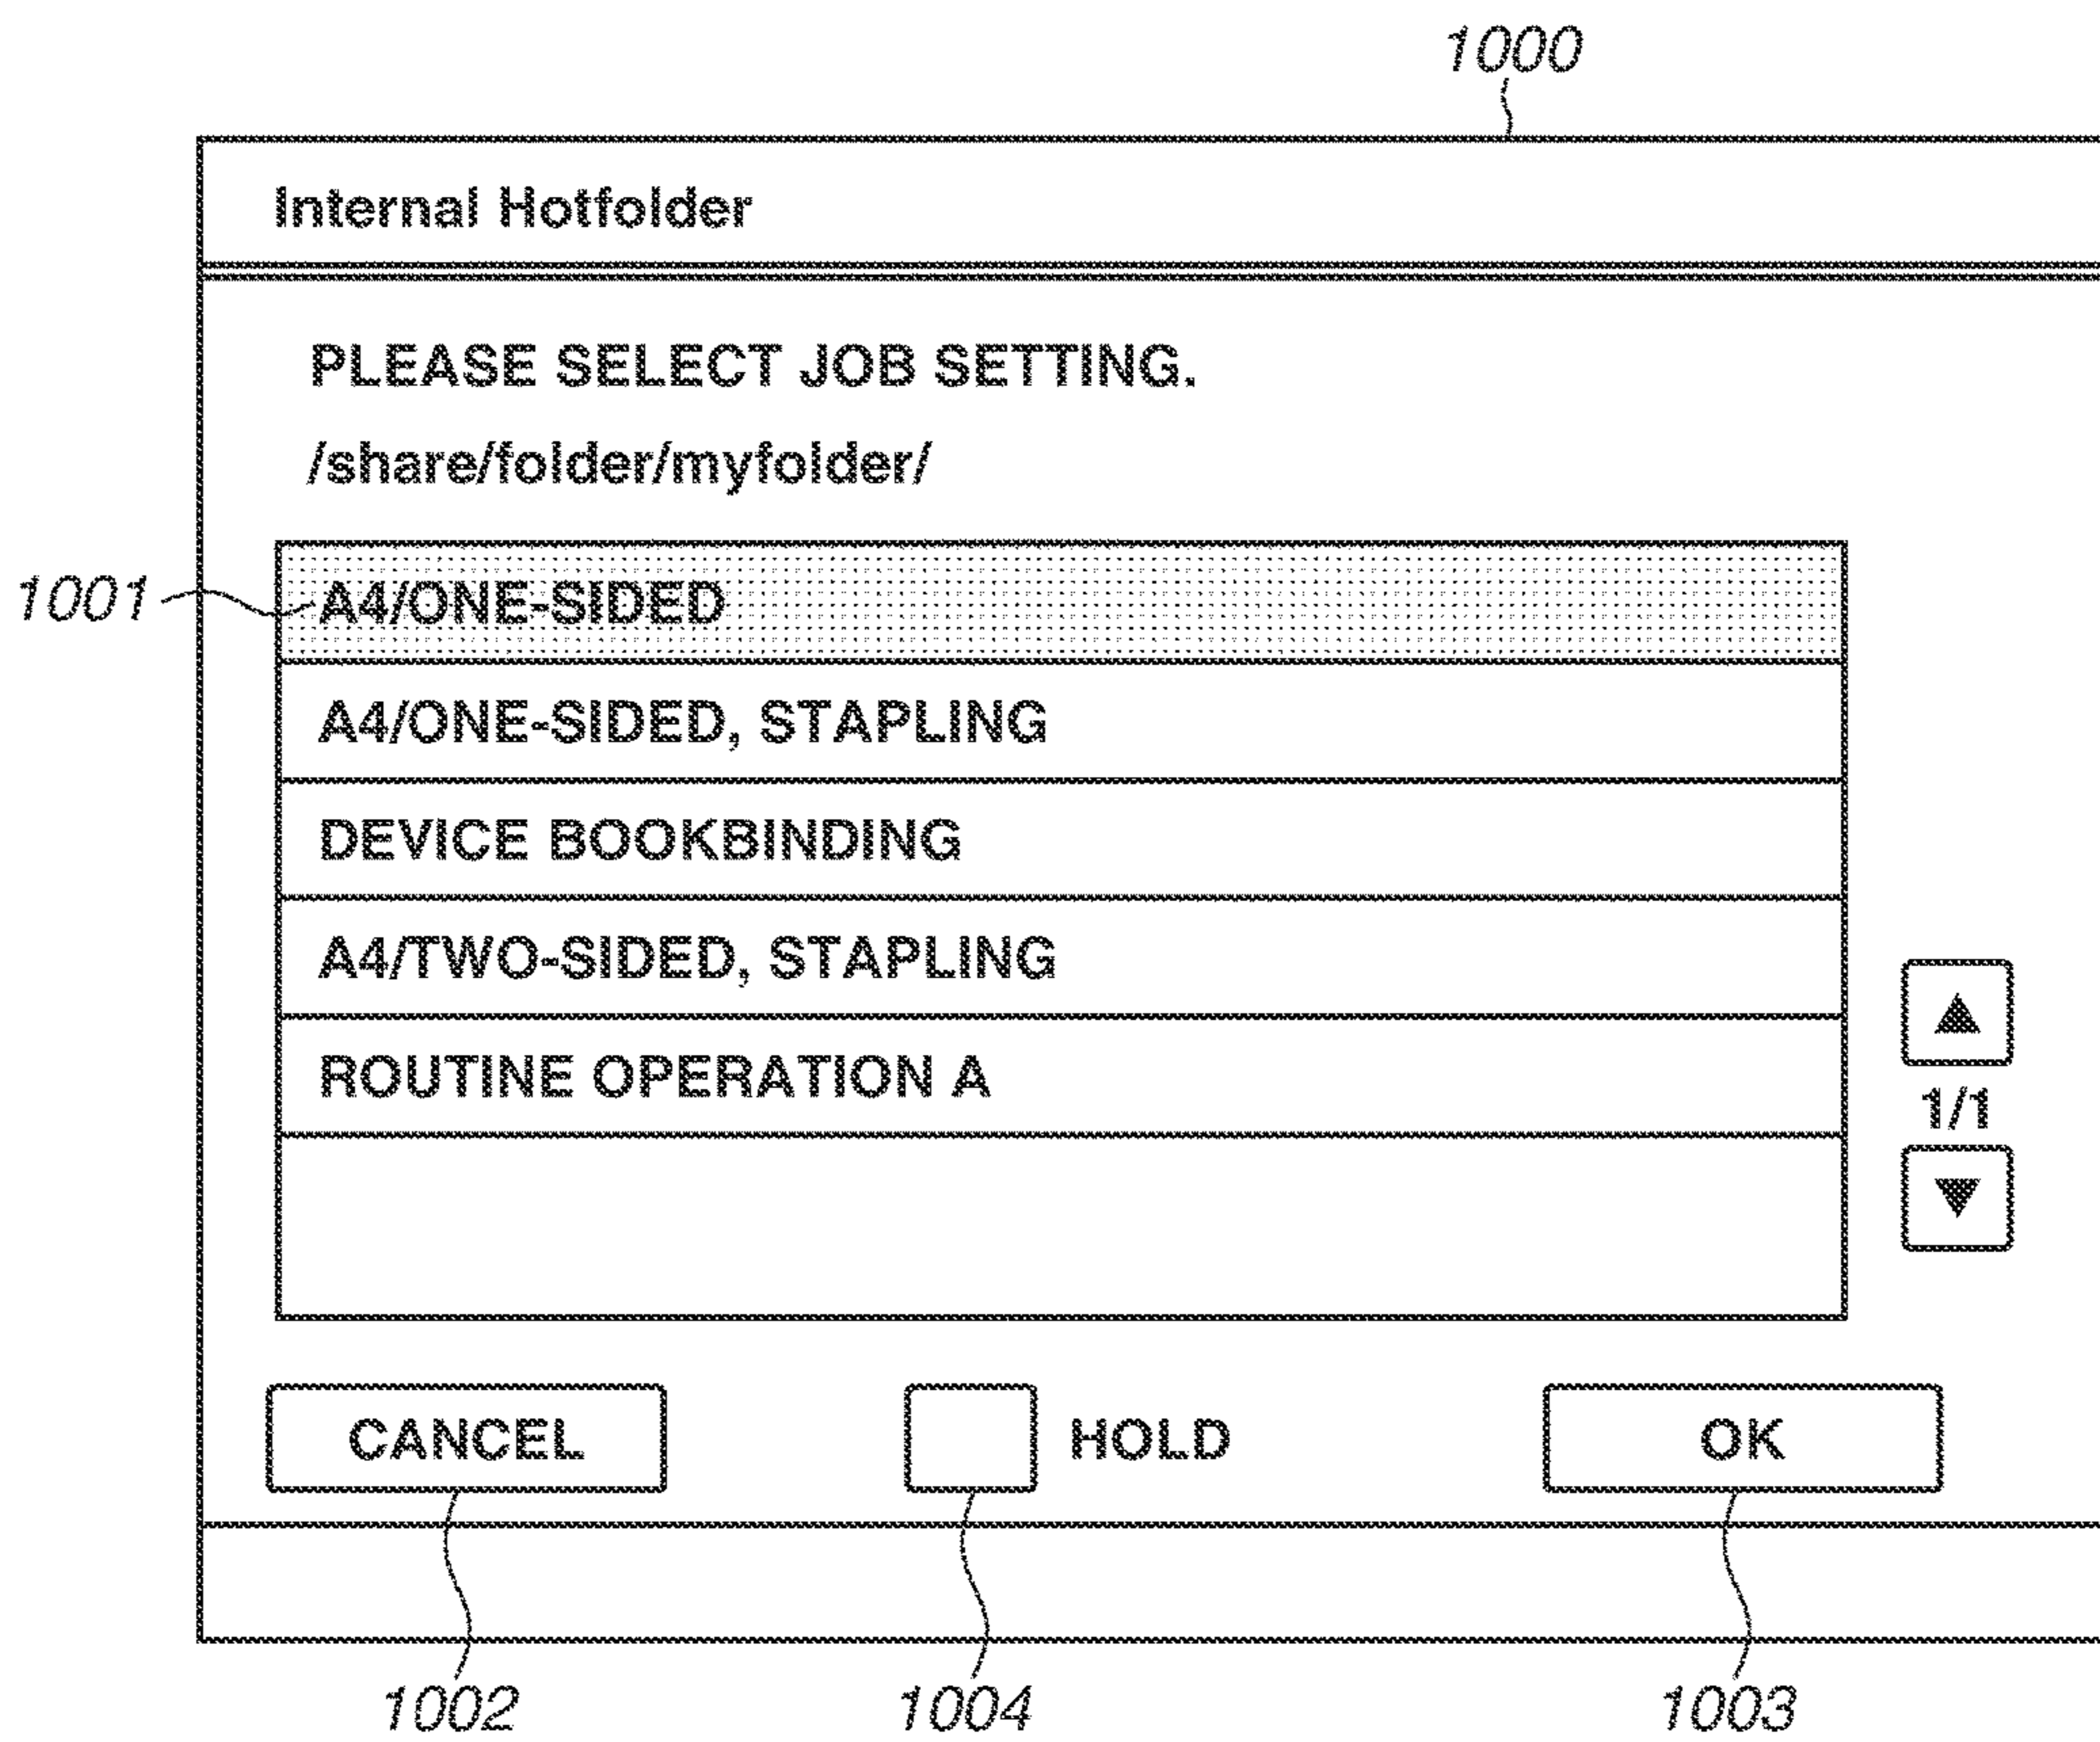 1000
Internal Hotfolder
PLEASE SELECT JOB SETTING.
/share/folder/myfolder/
1001
A4/ONE-SIDED
A4/ONE-SIDED, STAPLING
DEVICE BOOKBINDING
A4/TWO-SIDED, STAPLING
ROUTINE OPERATION A
1/1
CANCEL
HOLD
OK
1002
1004
1003